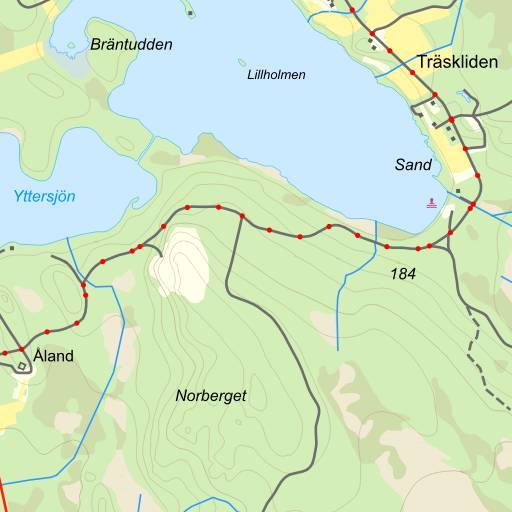 Bräntudden
Träskliden
Lillholmen
Sand
Yttersjön
184
Åland
Norberget